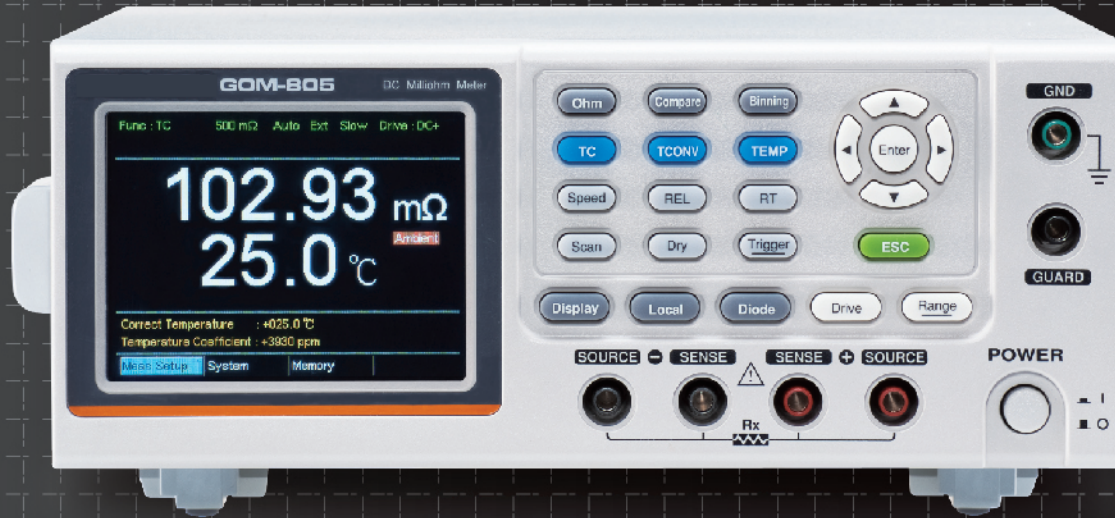 GOM-805 DC Milliohm Meter
Func : TC 500 mΩ Auto Ext Slow Drive : DC+
102.93 mΩ
Ambient
25.0 °C
Correct Temperature : +025.0 °C
Temperature Coefficient : +3930 ppm
Meas Setup System Memory
Ohm Compare Binning
TC TCONV TEMP
Enter
Speed REL RT
Scan Dry Trigger
ESC
Display Local Diode Drive Range
GND
GUARD
SOURCE SENSE SENSE SOURCE
Rx
POWER
I
O